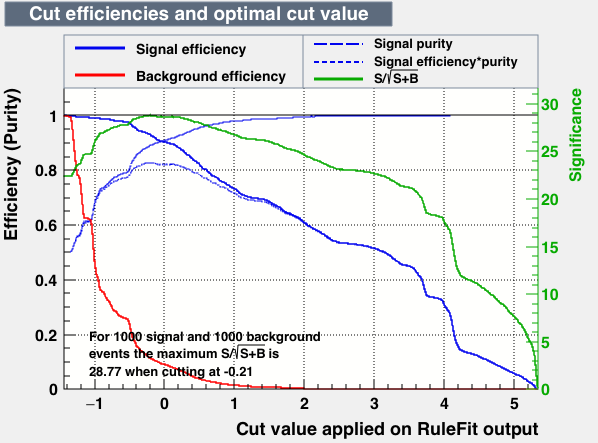 Cut efficiencies and optimal cut value
Signal efficiency
Background efficiency
Signal purity
Signal efficiency*purity
S/√S+B
Efficiency (Purity)
Significance
1
0.8
0.6
0.4
0.2
0
30
25
20
15
10
5
0
For 1000 signal and 1000 background
events the maximum S/√S+B is
28.77 when cutting at -0.21
−1 0 1 2 3 4 5
Cut value applied on RuleFit output